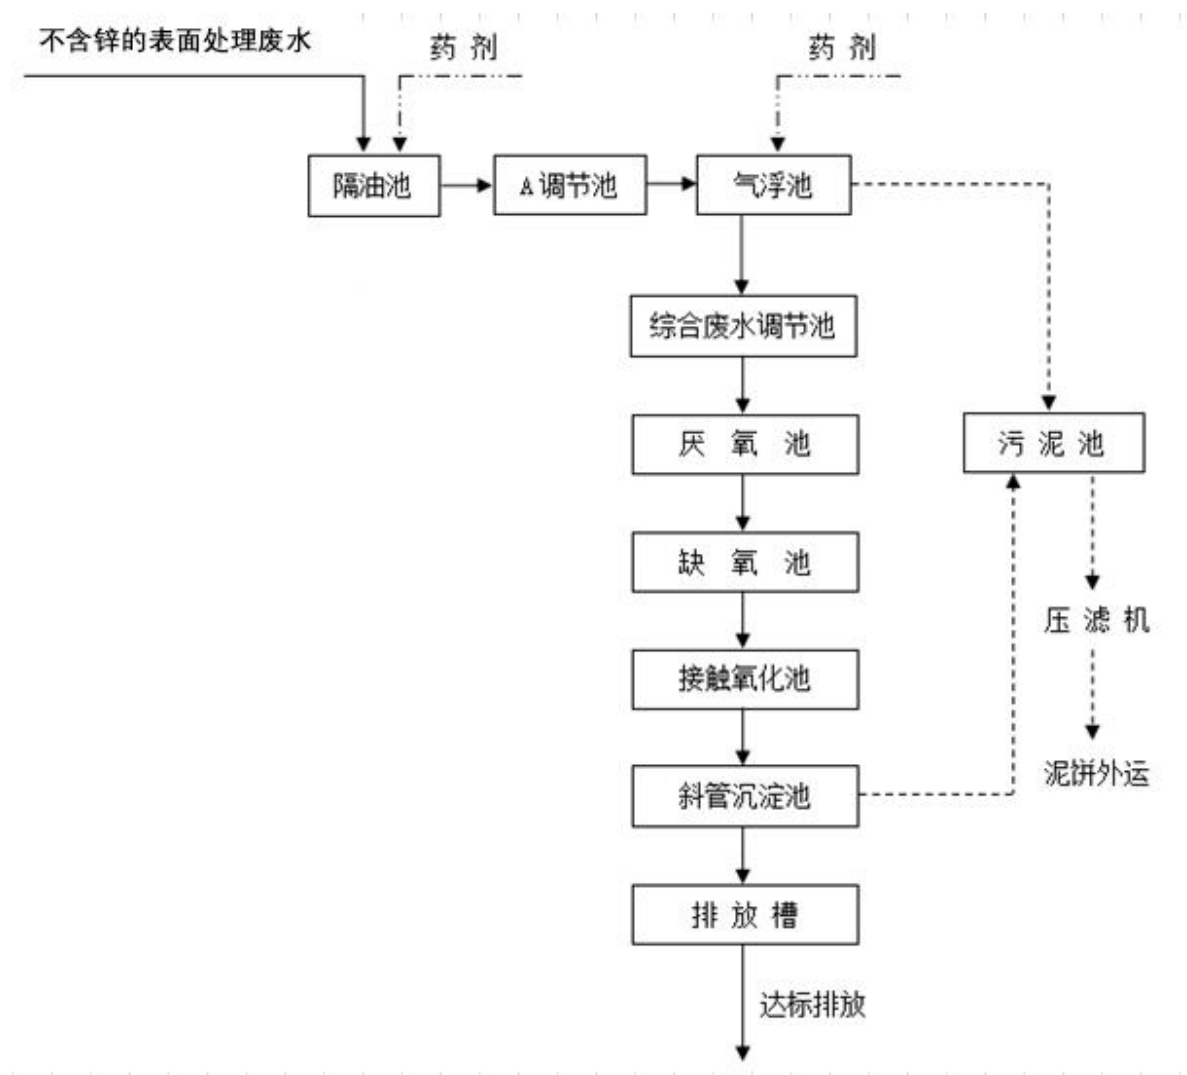 不含锌的表面处理废水
药 剂
药 剂
隔油池
A调节池
气浮池
综合废水调节池
厌 氧 池
污 泥 池
缺 氧 池
压 滤 机
接触氧化池
泥饼外运
斜管沉淀池
排 放 槽
达标排放